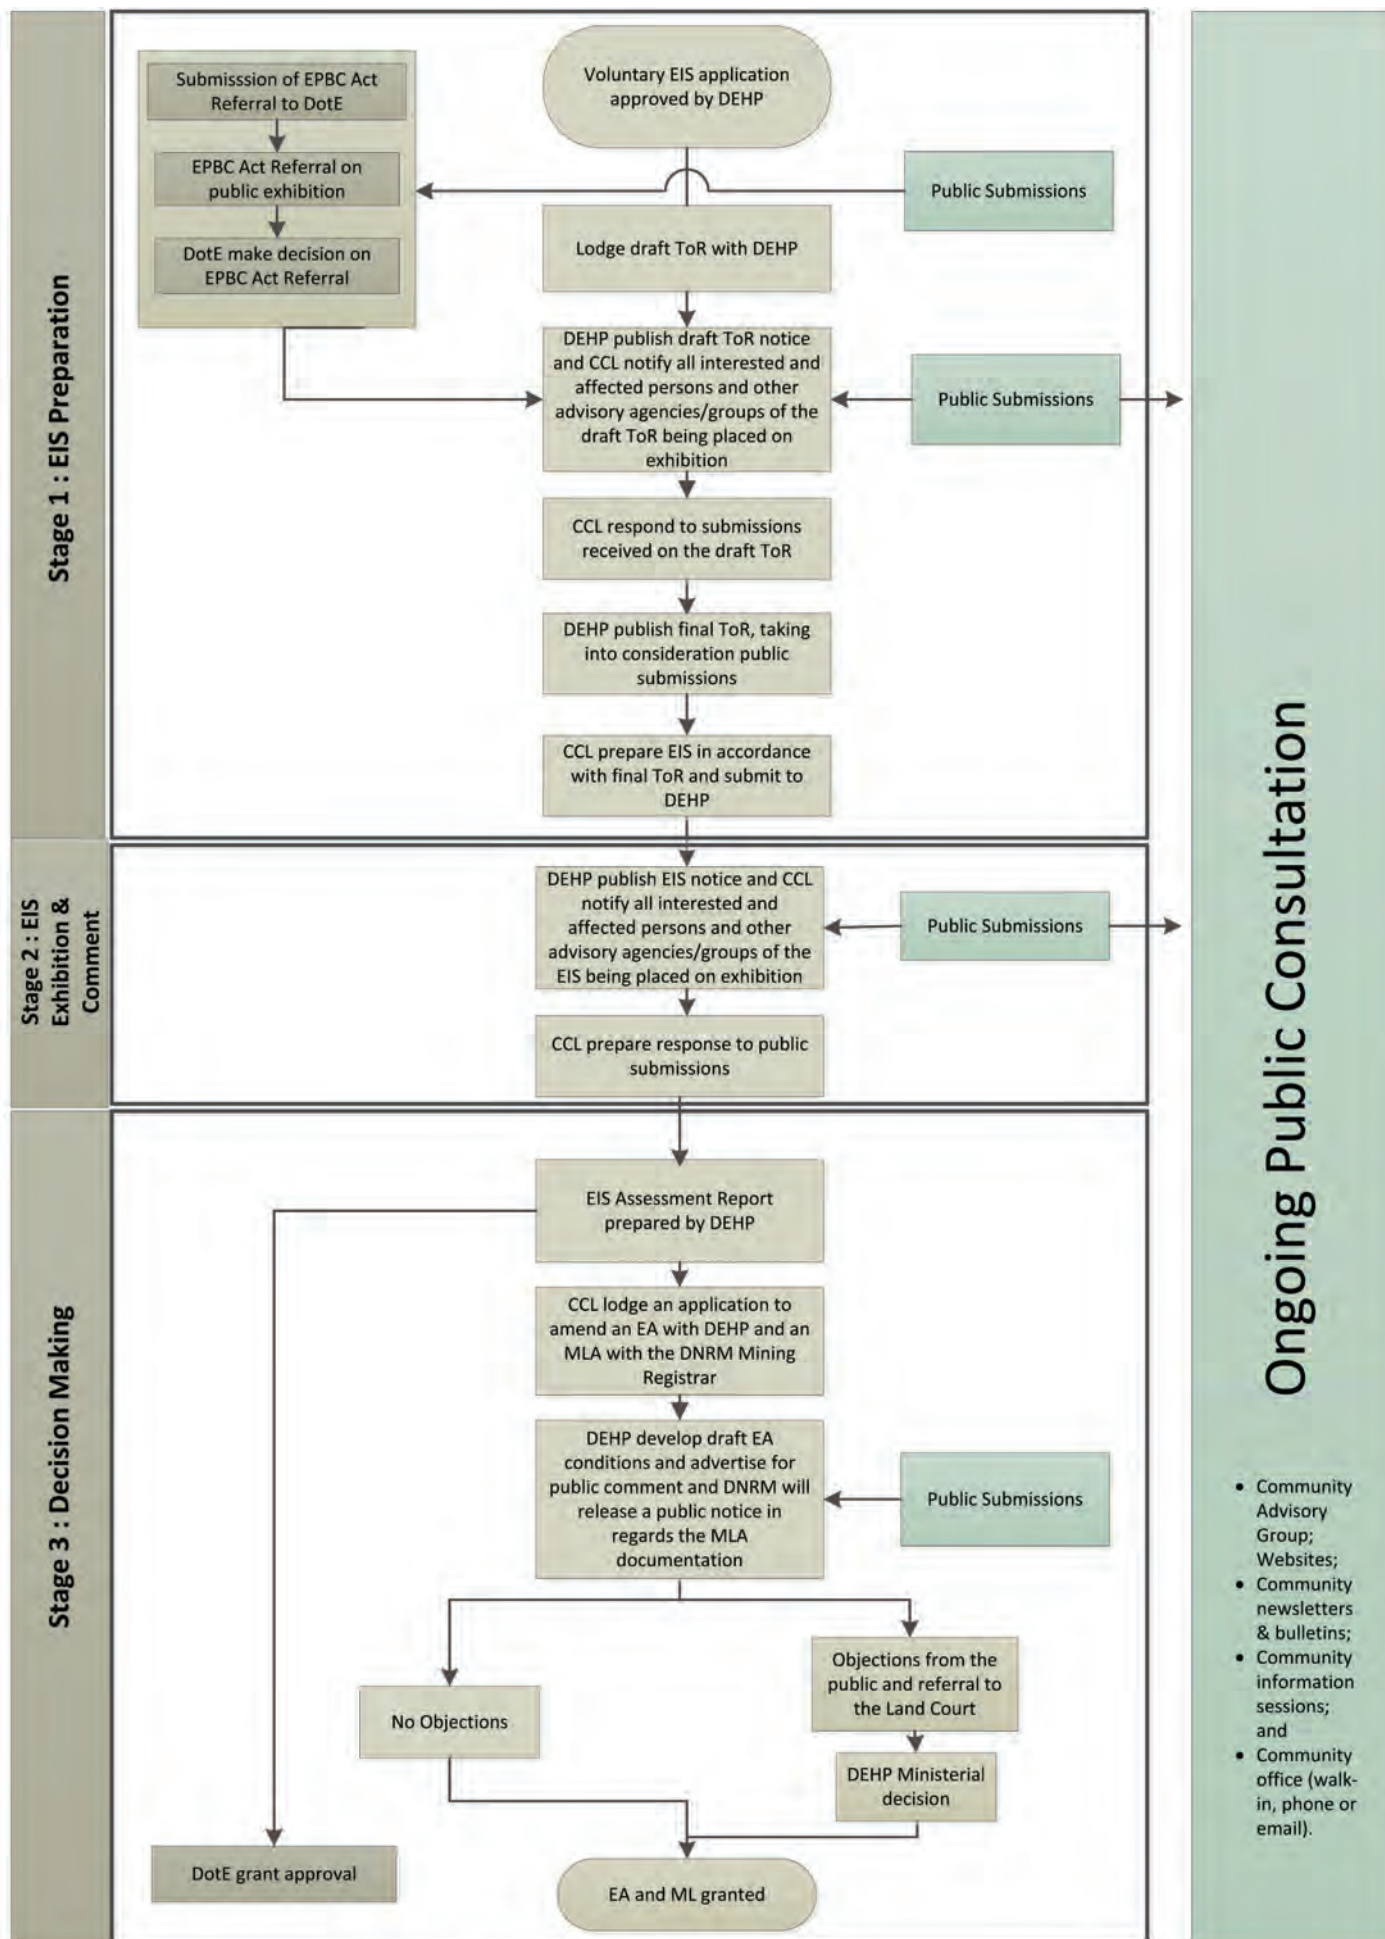 Stage 1 : EIS Preparation
Submisssion of EPBC Act
Referral to DotE
EPBC Act Referral on
public exhibition
DotE make decision on
EPBC Act Referral
Voluntary EIS application
approved by DEHP
Public Submissions
Lodge draft ToR with DEHP
DEHP publish draft ToR notice
and CCL notify all interested and
affected persons and other
advisory agencies/groups of the
draft ToR being placed on
exhibition
Public Submissions
CCL respond to submissions
received on the draft ToR
DEHP publish final ToR, taking
into consideration public
submissions
CCL prepare EIS in accordance
with final ToR and submit to
DEHP
Stage 2 : EIS
Exhibition &
Comment
DEHP publish EIS notice and CCL
notify all interested and
affected persons and other
advisory agencies/groups of the
EIS being placed on exhibition
Public Submissions
CCL prepare response to public
submissions
Stage 3 : Decision Making
EIS Assessment Report
prepared by DEHP
CCL lodge an application to
amend an EA with DEHP and an
MLA with the DNRM Mining
Registrar
DEHP develop draft EA
conditions and advertise for
public comment and DNRM will
release a public notice in
regards the MLA
documentation
Public Submissions
No Objections
Objections from the
public and referral to
the Land Court
DEHP Ministerial
decision
DotE grant approval
EA and ML granted
Ongoing Public Consultation
• Community
Advisory
Group;
Websites;
• Community
newsletters
& bulletins;
• Community
information
sessions;
and
• Community
office (walk-
in, phone or
email).